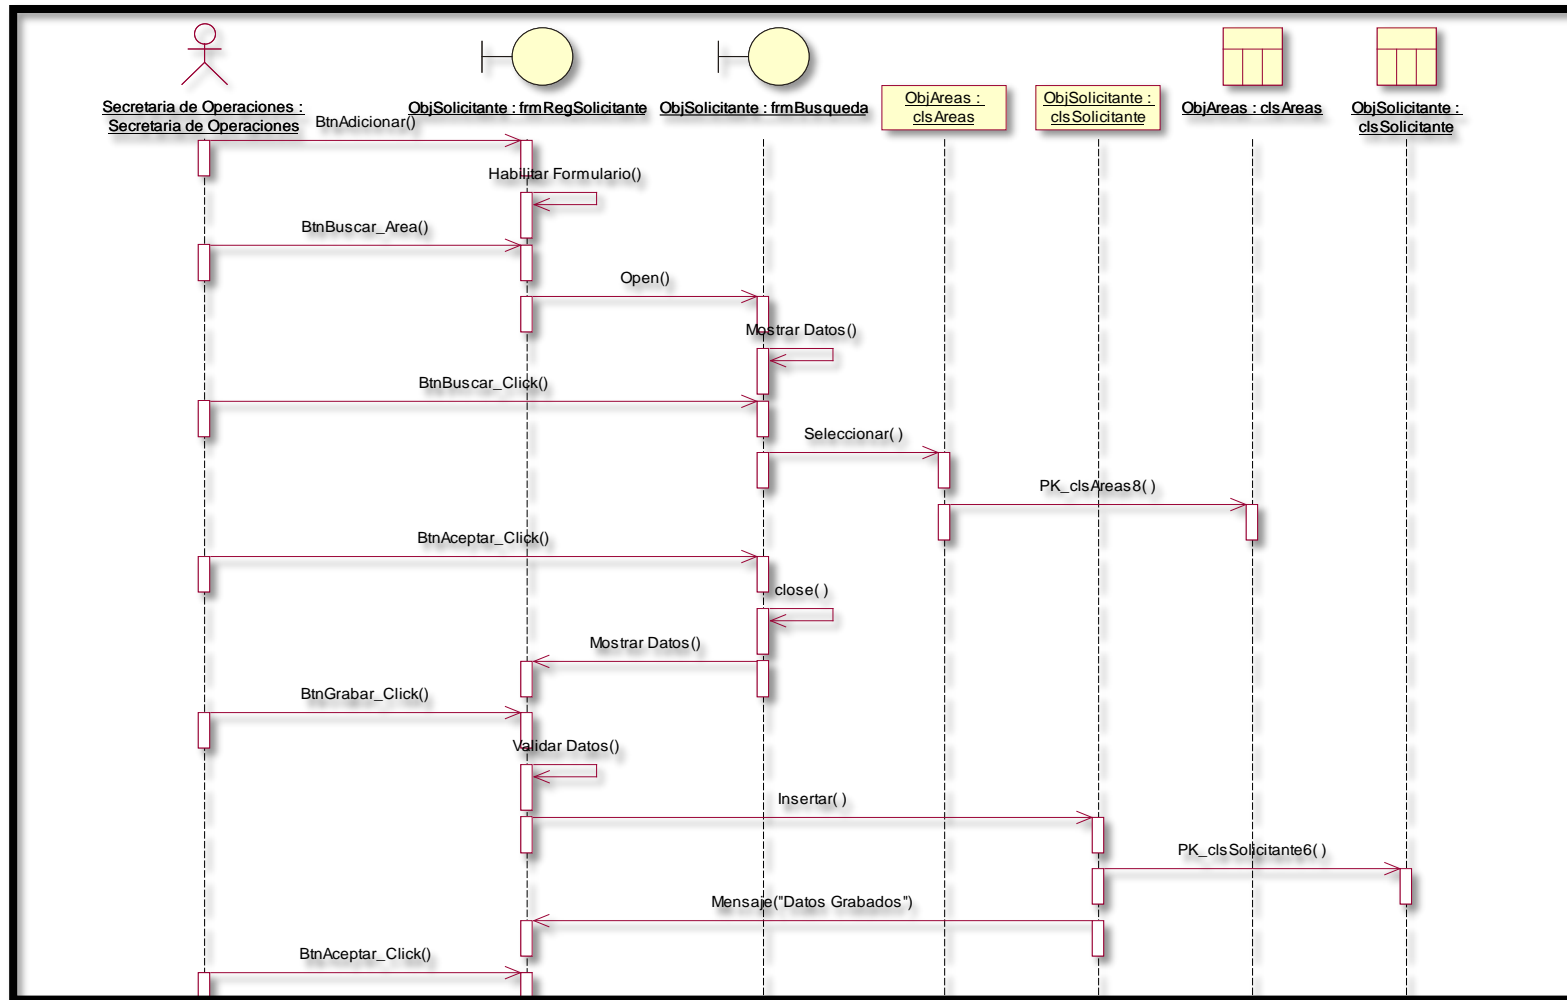 Secretaria de Operaciones :
Secretaria de Operaciones
ObjSolicitante : frmRegSolicitante
ObjSolicitante : frmBusqueda
ObjAreas :
clsAreas
ObjSolicitante :
clsSolicitante
ObjAreas : clsAreas
ObjSolicitante :
clsSolicitante
BtnAdicionar()
Habilitar Formulario()
BtnBuscar_Area()
Open()
Mostrar Datos()
BtnBuscar_Click()
Seleccionar( )
PK_clsAreas8( )
BtnAceptar_Click()
close( )
Mostrar Datos()
BtnGrabar_Click()
Validar Datos()
Insertar( )
PK_clsSolicitante6( )
Mensaje("Datos Grabados")
BtnAceptar_Click()